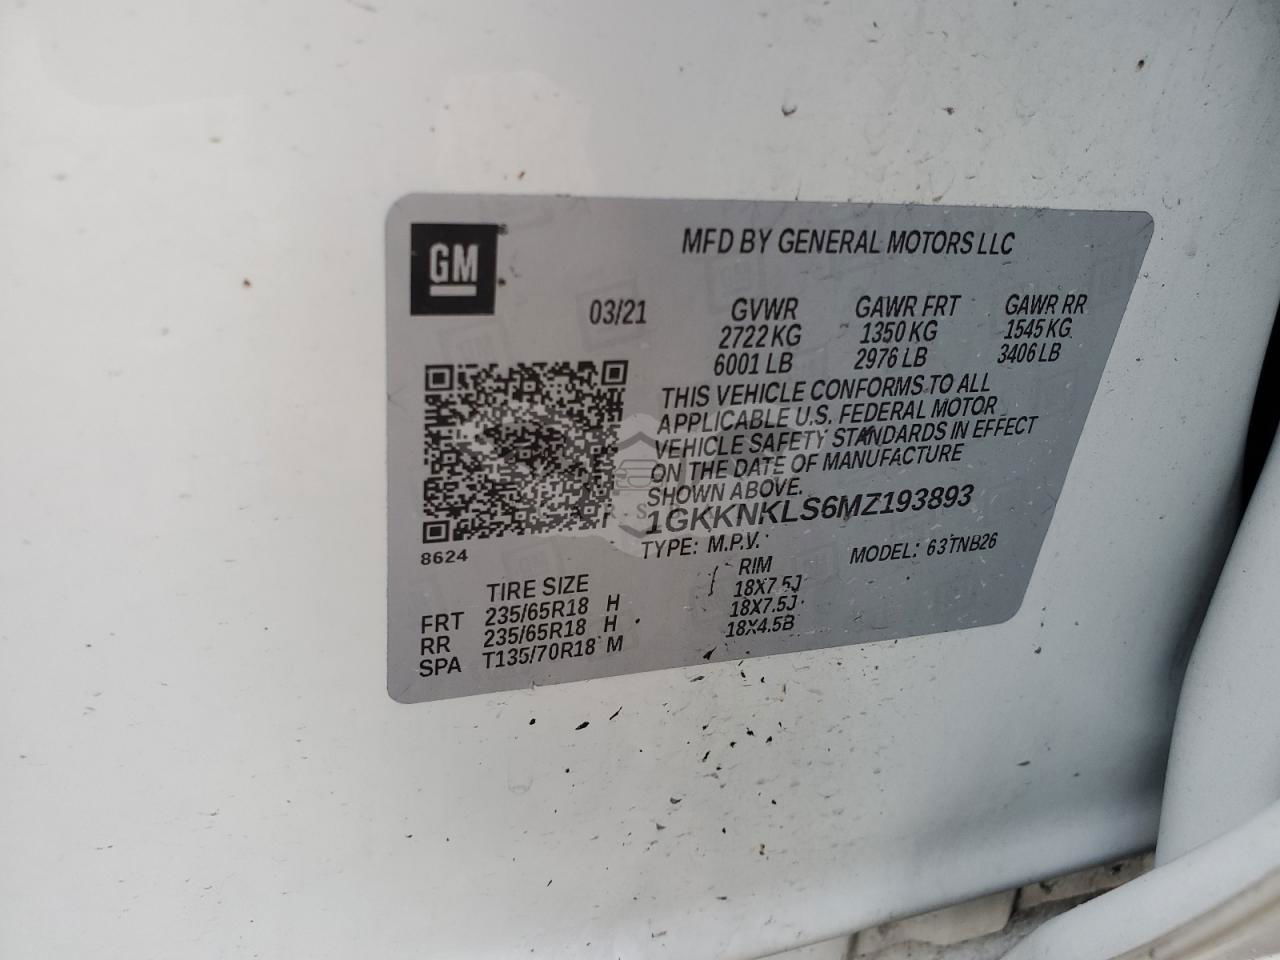 GM
MFD BY GENERAL MOTORS LLC
03/21 GVWR GAWR FRT GAWR RR
2722 KG 1350 KG 1545 KG
6001 LB 2976 LB 3406 LB
THIS VEHICLE CONFORMS TO ALL
APPLICABLE U.S. FEDERAL MOTOR
VEHICLE SAFETY STANDARDS IN EFFECT
ON THE DATE OF MANUFACTURE
SHOWN ABOVE.
1GKKNKLS6MZ193893
8624 TYPE: M.P.V. MODEL: 63TNB26
TIRE SIZE RIM
FRT 235/65R18 H 18X7.5J
RR 235/65R18 H 18X7.5J
SPA T135/70R18 M 18X4.5B